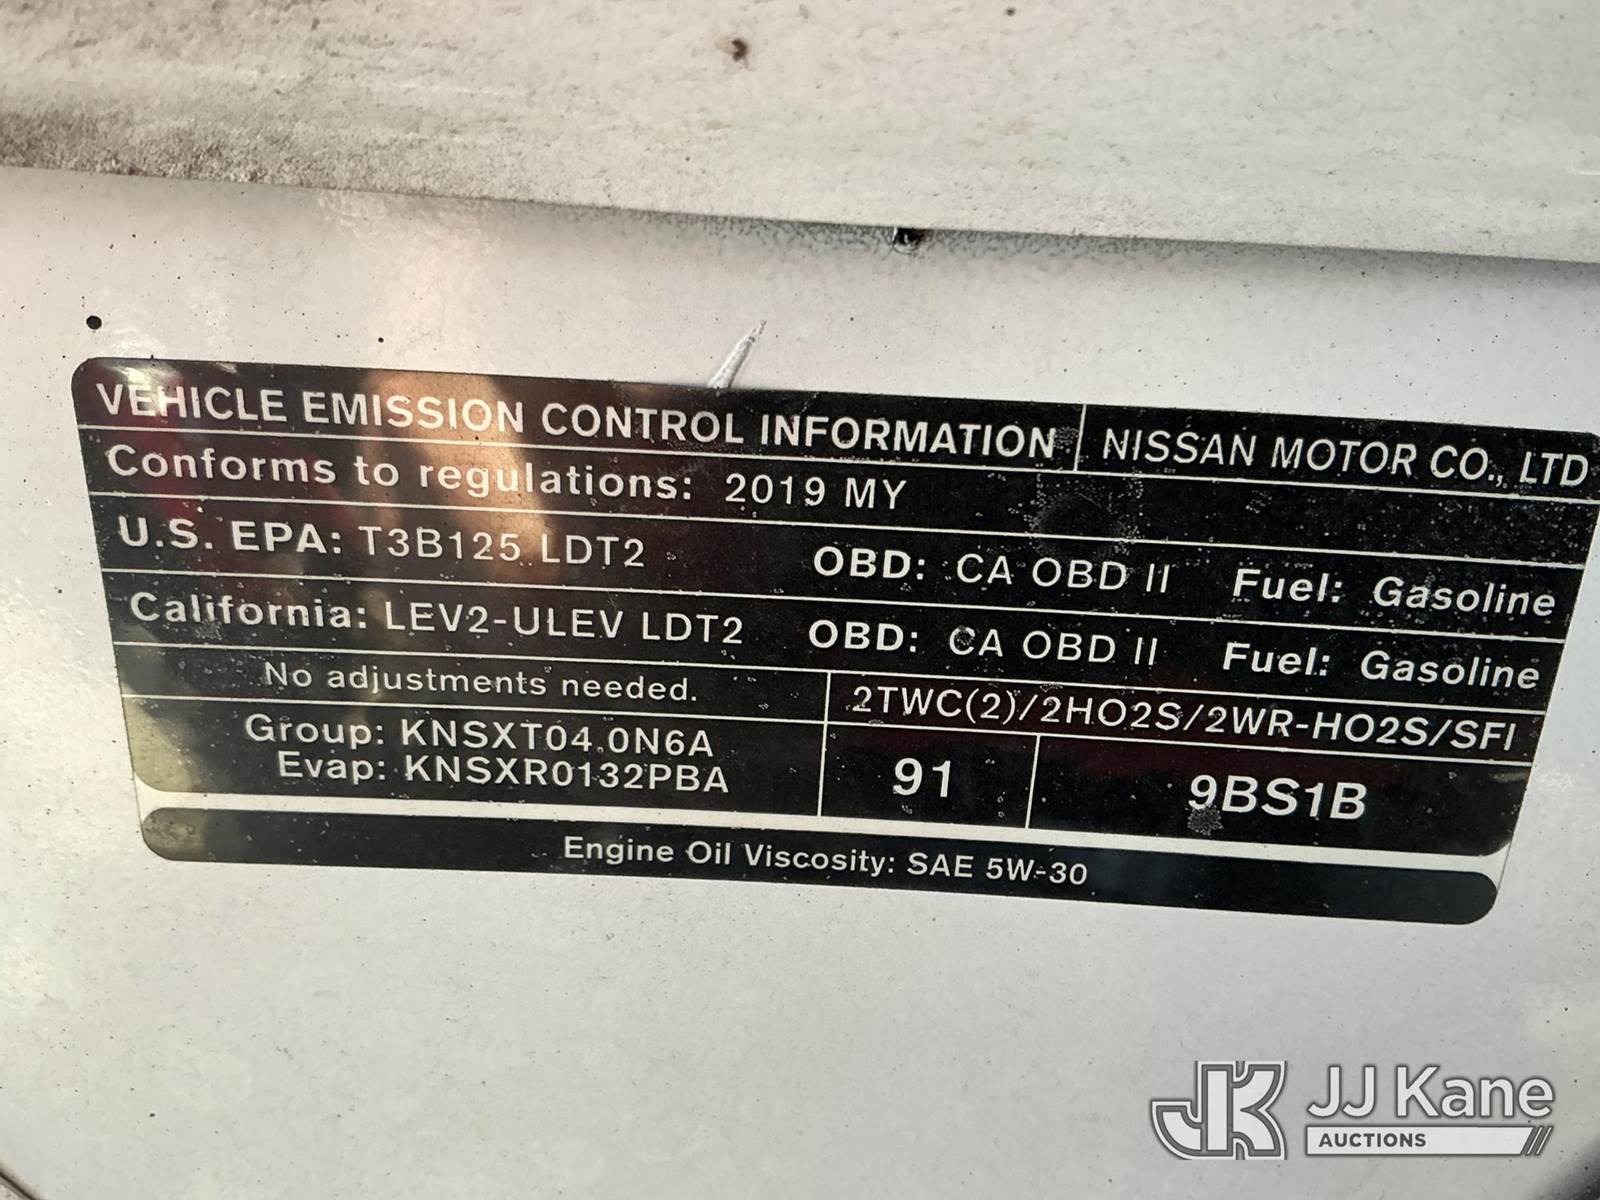 VEHICLE EMISSION CONTROL INFORMATION NISSAN MOTOR CO., LTD
Conforms to regulations: 2019 MY
U.S. EPA: T3B125 LDT2 OBD: CA OBD II Fuel: Gasoline
California: LEV2-ULEV LDT2 OBD: CA OBD II Fuel: Gasoline
No adjustments needed. 2TWC(2)/2HO2S/2WR-HO2S/SFI
Group: KNSXT04.0N6A
Evap: KNSXR0132PBA
91 9BS1B
Engine Oil Viscosity: SAE 5W-30
JK JJ Kane
AUCTIONS